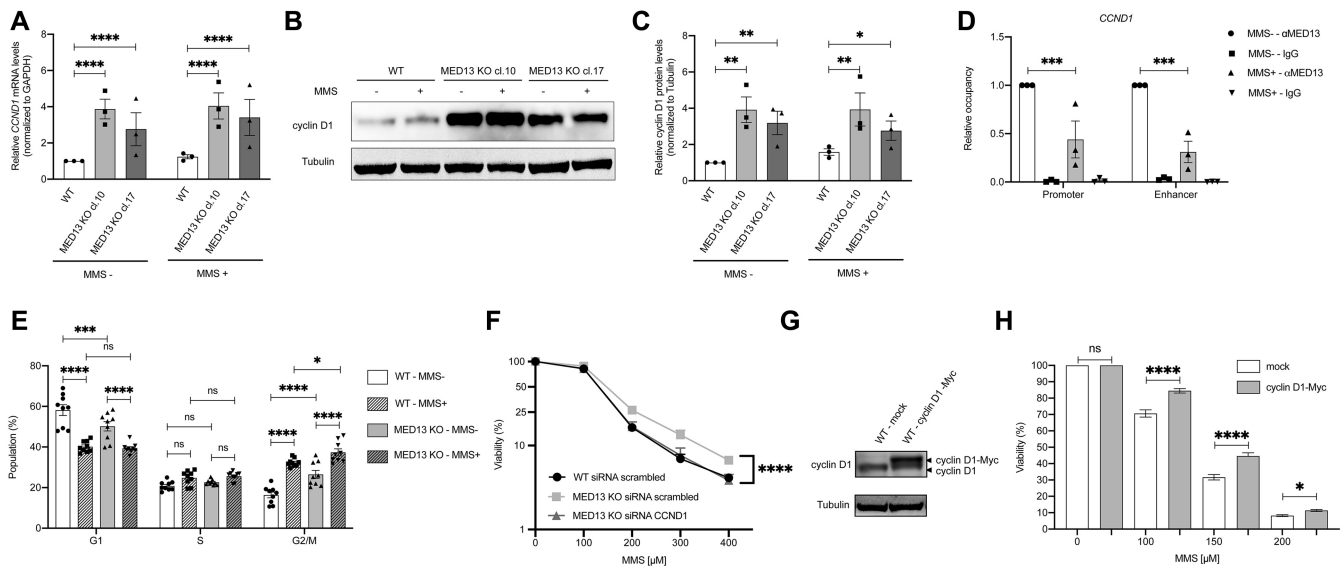 A
Relative CCND1 mRNA levels
(normalized to GAPDH)
8
6
4
2
0
****
****
****
****
WT
MED13 KO cl.10
MED13 KO cl.17
WT
MED13 KO cl.10
MED13 KO cl.17
MMS -
MMS +
B
WT
MED13 KO cl.10
MED13 KO cl.17
MMS
-
+
-
+
-
+
cyclin D1
Tubulin
C
Relative cyclin D1 protein levels
(normalized to Tubulin)
8
6
4
2
0
**
**
*
**
WT
MED13 KO cl.10
MED13 KO cl.17
WT
MED13 KO cl.10
MED13 KO cl.17
MMS -
MMS +
D
CCND1
Relative occupancy
1.0
0.5
0.0
***
***
Promoter
Enhancer
MMS- - αMED13
MMS- - IgG
MMS+ - αMED13
MMS+ - IgG
E
Population (%)
80
60
40
20
0
***
ns
****
****
ns
ns
ns
ns
*
****
****
****
G1
S
G2/M
WT - MMS-
WT - MMS+
MED13 KO - MMS-
MED13 KO - MMS+
F
Viability (%)
100
50
25
10
5
1
0
100
200
300
400
MMS [µM]
****
WT siRNA scrambled
MED13 KO siRNA scrambled
MED13 KO siRNA CCND1
G
WT - mock
WT - cyclin D1-Myc
cyclin D1
cyclin D1-Myc
cyclin D1
Tubulin
H
Viability (%)
100
90
80
70
60
50
40
30
20
10
0
ns
****
****
*
0
100
150
200
MMS [µM]
mock
cyclin D1-Myc